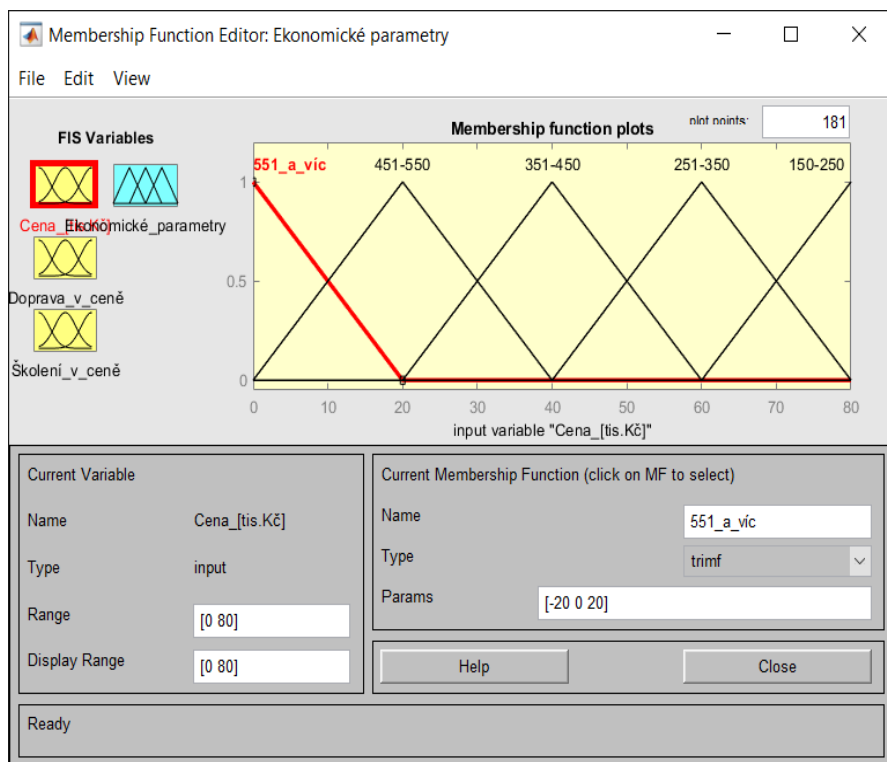 Membership Function Editor: Ekonomické parametry
File Edit View
FIS Variables
Cena_[tis.Kč]
Ekonomické_parametry
Doprava_v_ceně
Školení_v_ceně
Membership function plots
plot points:
181
551_a_víc 451-550 351-450 251-350 150-250
1
0.5
0
0 10 20 30 40 50 60 70 80
input variable "Cena_[tis.Kč]"
Current Variable
Name Cena_[tis.Kč]
Type input
Range [0 80]
Display Range [0 80]
Current Membership Function (click on MF to select)
Name 551_a_víc
Type trimf
Params [-20 0 20]
Help Close
Ready